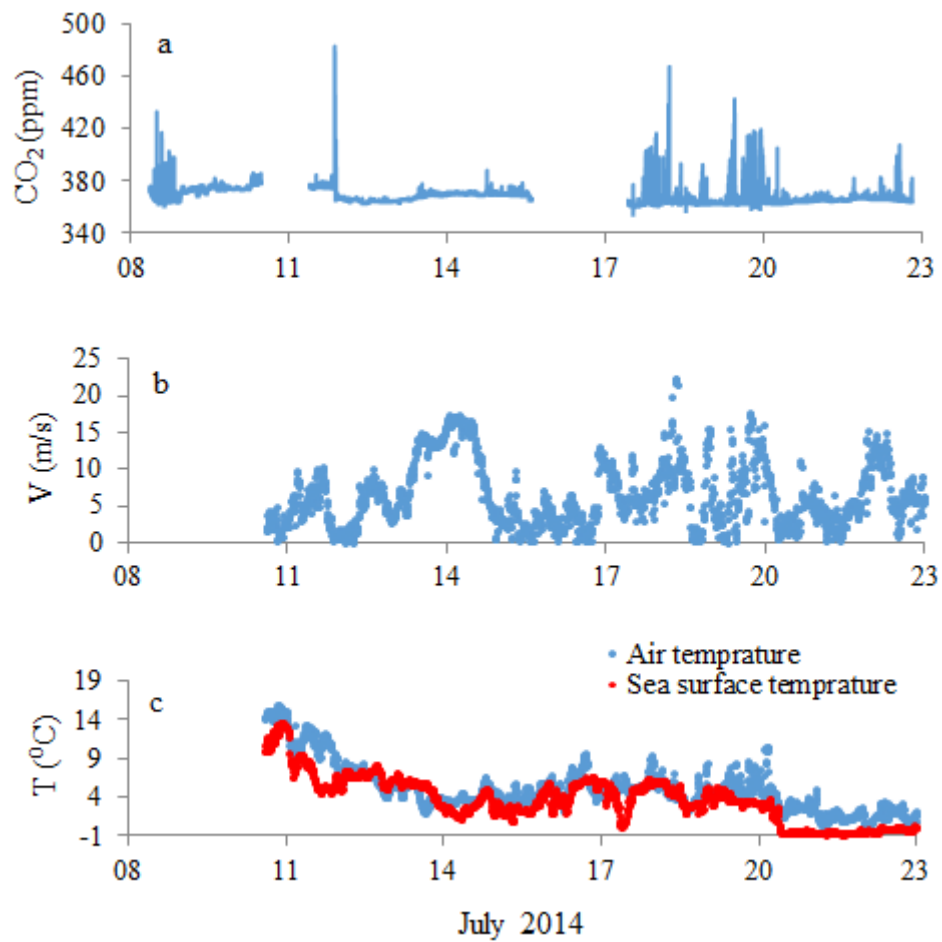 500
a
460
420
380
340
CO₂ (ppm)
08 11 14 17 20 23
25
b
20
15
10
5
0
V (m/s)
08 11 14 17 20 23
Air temprature
Sea surface temprature
19
c
14
9
4
-1
T (⁰C)
08 11 14 17 20 23
July 2014